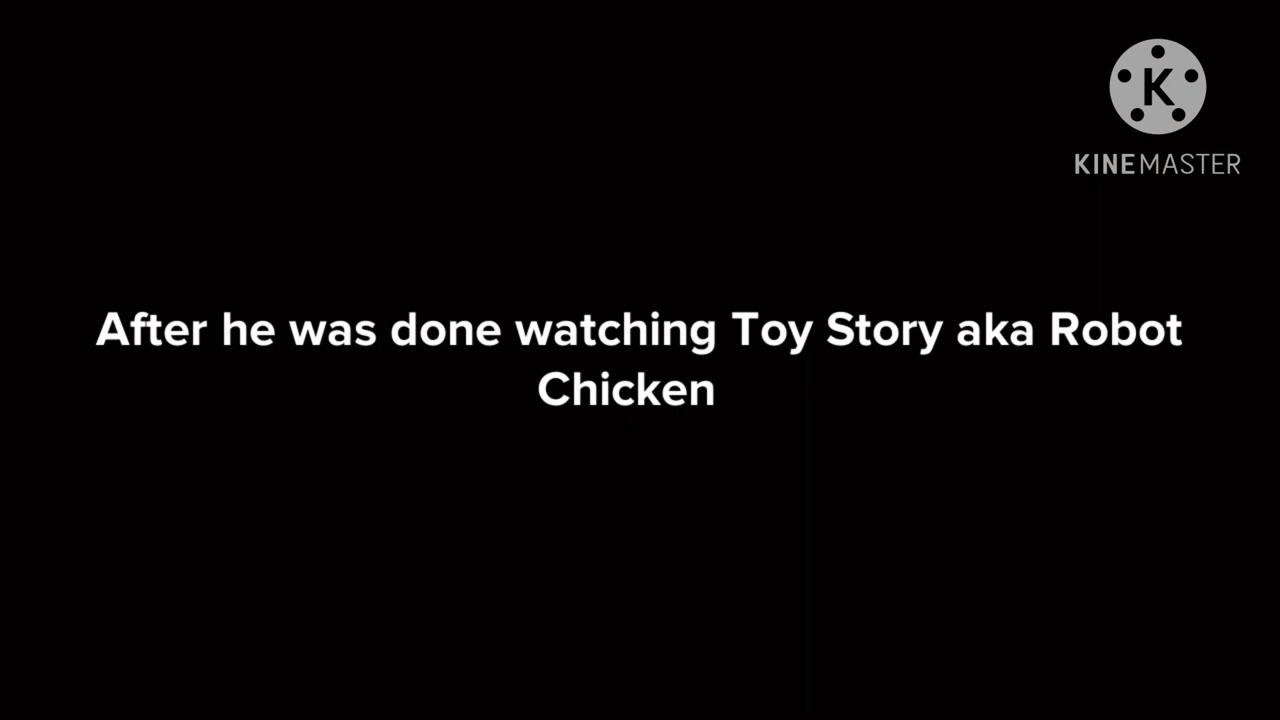 K
KINEMASTER
After he was done watching Toy Story aka Robot
Chicken